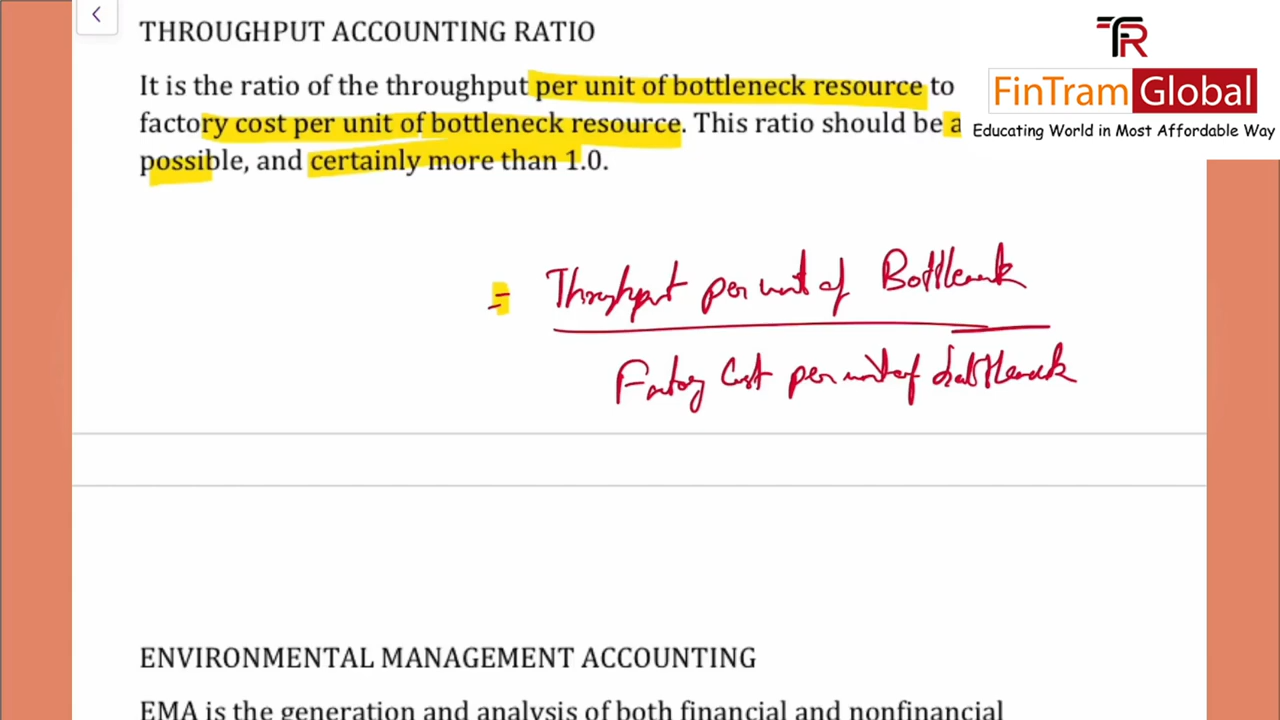 THROUGHPUT ACCOUNTING RATIO
FinTram Global
Educating World in Most Affordable Way
It is the ratio of the throughput per unit of bottleneck resource to
factory cost per unit of bottleneck resource. This ratio should be a
possible, and certainly more than 1.0.
= Throughput per unit of Bottleneck
Factory Cost per unit of bottleneck
ENVIRONMENTAL MANAGEMENT ACCOUNTING
EMA is the generation and analysis of both financial and nonfinancial